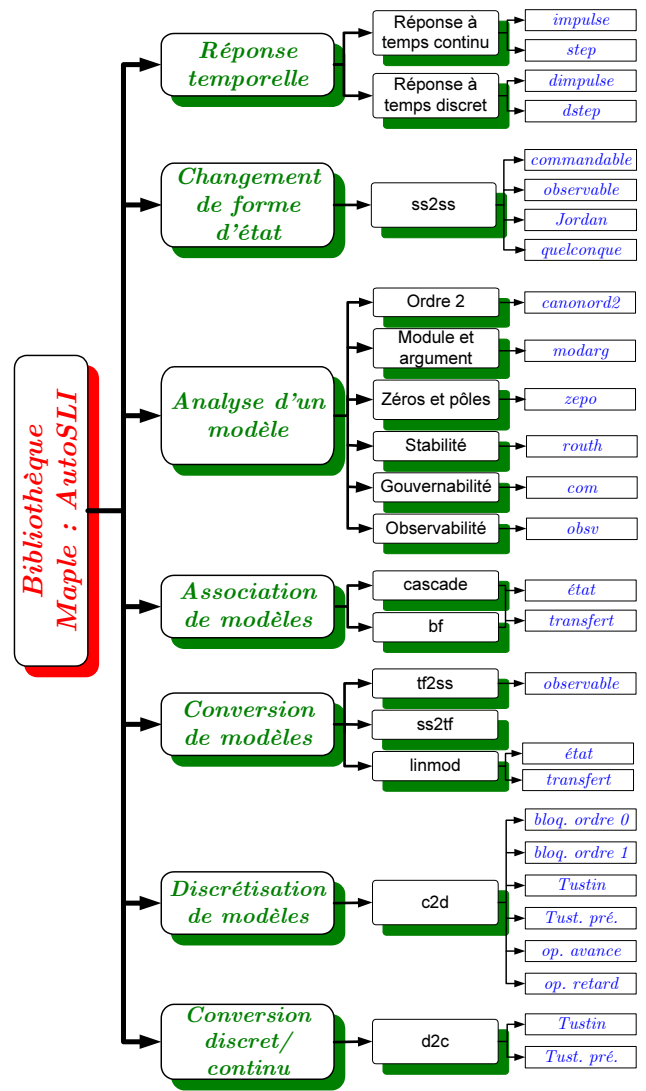 Bibliothèque
Maple : AutoSLI
Réponse
temporelle
Réponse à
temps continu
impulse
step
Réponse à
temps discret
dimpulse
dstep
Changement
de forme
d'état
ss2ss
commandable
observable
Jordan
quelconque
Analyse d'un
modèle
Ordre 2
canonord2
Module et
argument
modarg
Zéros et pôles
zepo
Stabilité
routh
Gouvernabilité
com
Observabilité
obsv
Association
de modèles
cascade
bf
état
transfert
Conversion
de modèles
tf2ss
observable
ss2tf
linmod
état
transfert
Discrétisation
de modèles
c2d
bloq. ordre 0
bloq. ordre 1
Tustin
Tust. pré.
op. avance
op. retard
Conversion
discret/
continu
d2c
Tustin
Tust. pré.